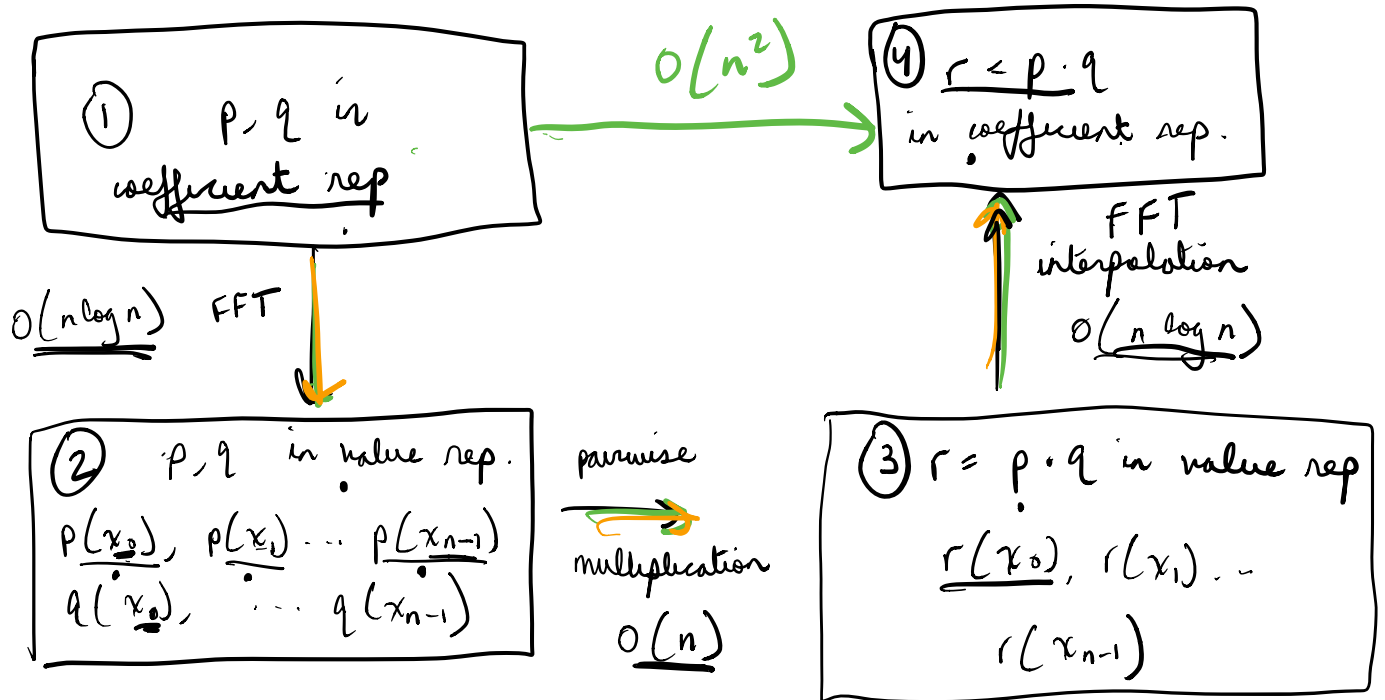 ① p, q in
coefficient rep
O(n²)
④ r < p · q
in coefficient rep.
O(n log n) FFT
FFT
interpolation
O(n log n)
② p, q in value rep.
p(x₀), p(x₁) ... p(xₙ₋₁)
q(x₀), ... q(xₙ₋₁)
pairwise
multiplication
O(n)
③ r = p · q in value rep
r(x₀), r(x₁) ...
r(xₙ₋₁)